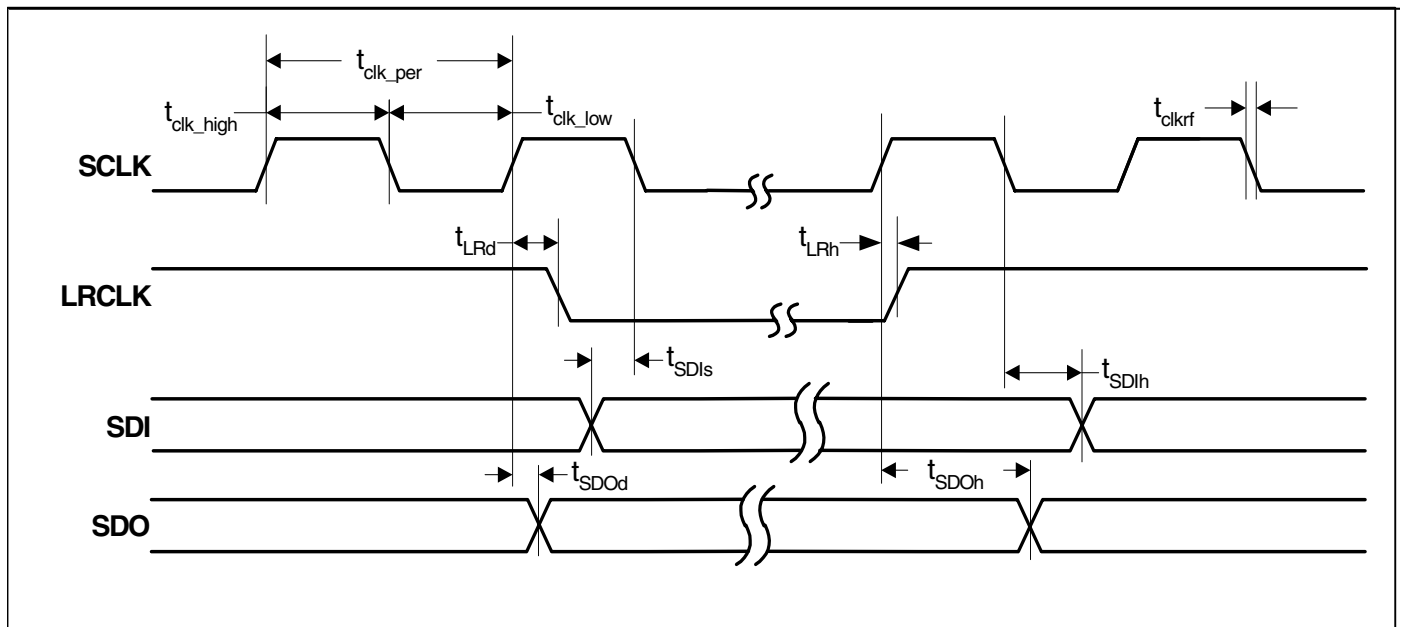 t_clk_per
t_clk_high
t_clk_low
t_clkrf
SCLK
t_LRd
t_LRh
LRCLK
t_SDIs
t_SDIh
SDI
t_SDOd
t_SDOh
SDO